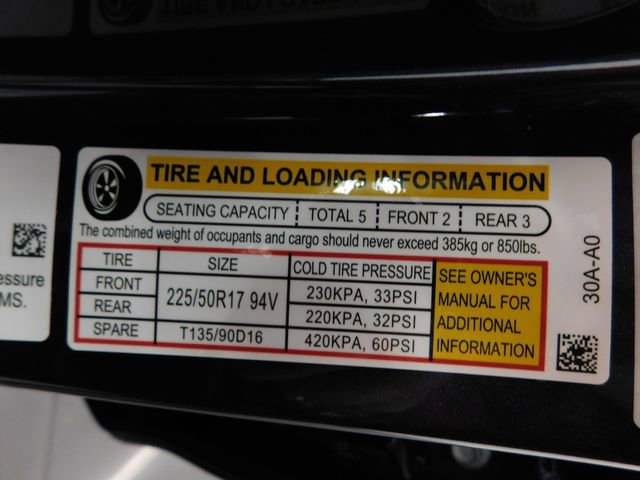 TIRE AND LOADING INFORMATION
SEATING CAPACITY TOTAL 5 FRONT 2 REAR 3
The combined weight of occupants and cargo should never exceed 385kg or 850lbs.
TIRE SIZE COLD TIRE PRESSURE
FRONT 225/50R17 94V 230KPA, 33PSI
REAR 220KPA, 32PSI
SPARE T135/90D16 420KPA, 60PSI
SEE OWNER'S
MANUAL FOR
ADDITIONAL
INFORMATION
30A-A0
essure
MS.